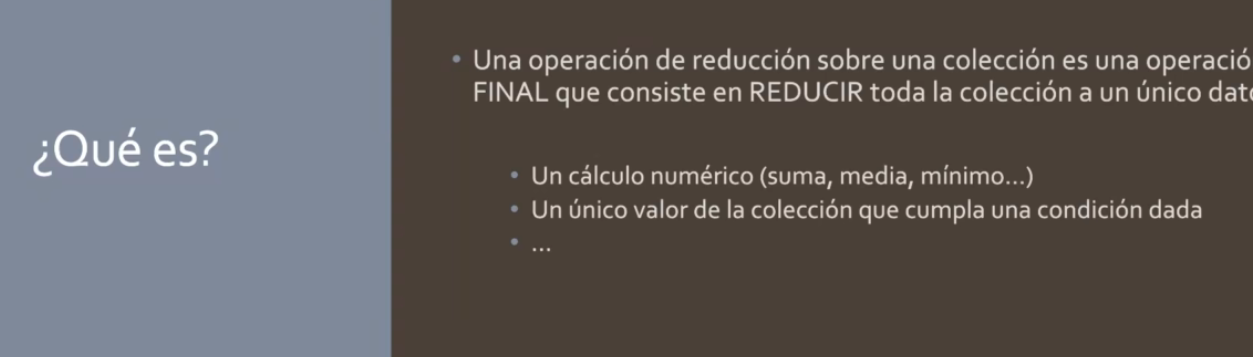 ¿Qué es?
• Una operación de reducción sobre una colección es una operació
FINAL que consiste en REDUCIR toda la colección a un único dat
• Un cálculo numérico (suma, media, mínimo...)
• Un único valor de la colección que cumpla una condición dada
• ...